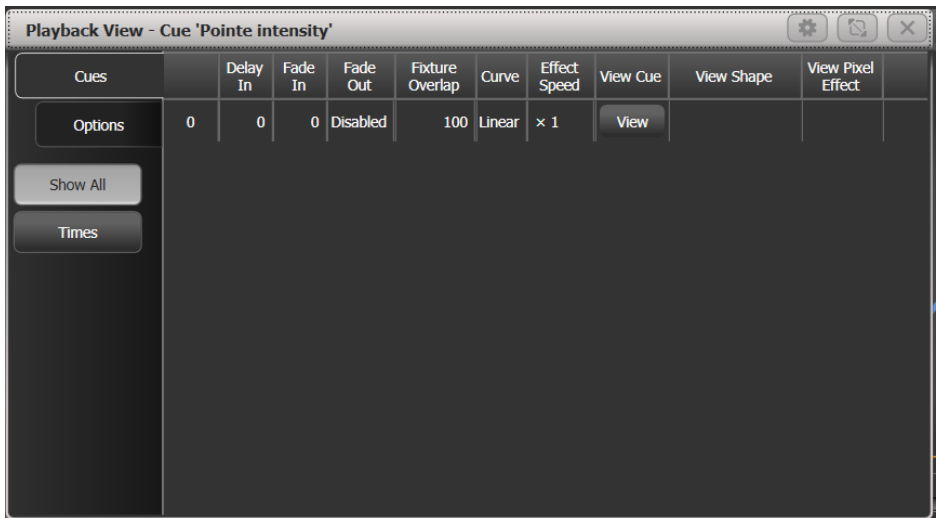 Playback View - Cue 'Pointe intensity'
Cues
Delay In
Fade In
Fade Out
Fixture Overlap
Curve
Effect Speed
View Cue
View Shape
View Pixel Effect
Options
0 0 0 Disabled 100 Linear × 1 View
Show All
Times